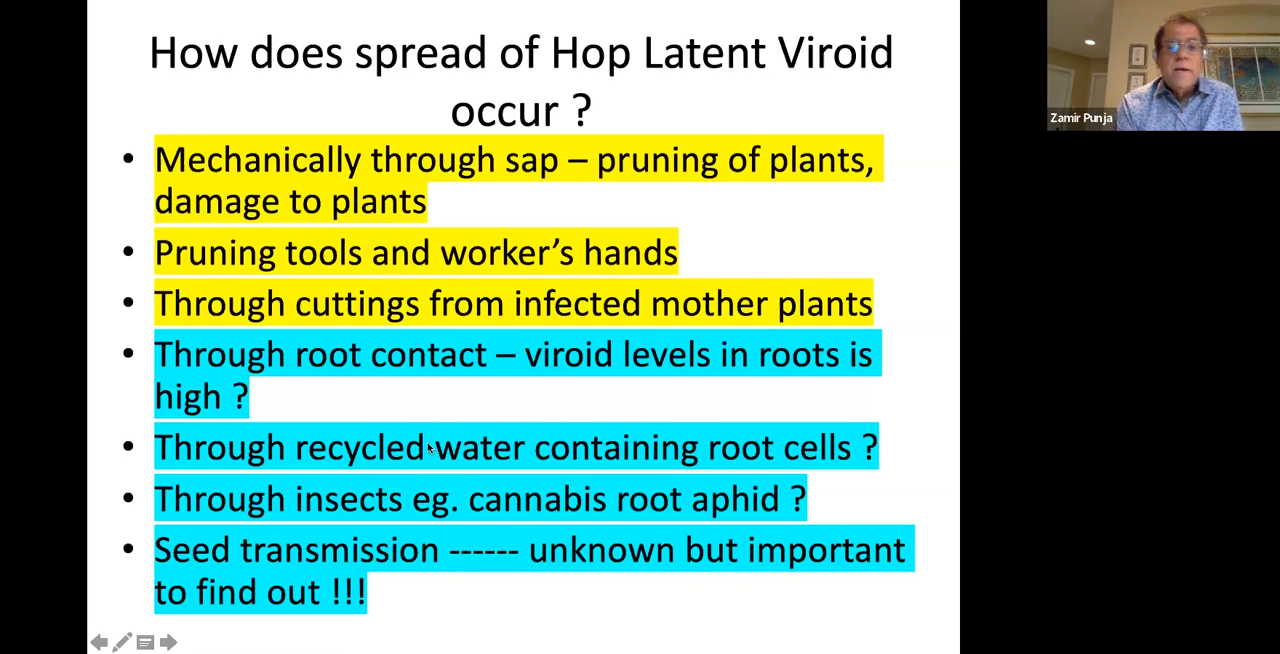 How does spread of Hop Latent Viroid
occur ?
• Mechanically through sap – pruning of plants,
damage to plants
• Pruning tools and worker’s hands
• Through cuttings from infected mother plants
• Through root contact – viroid levels in roots is
high ?
• Through recycled water containing root cells ?
• Through insects eg. cannabis root aphid ?
• Seed transmission ------ unknown but important
to find out !!!
Zamir Punja